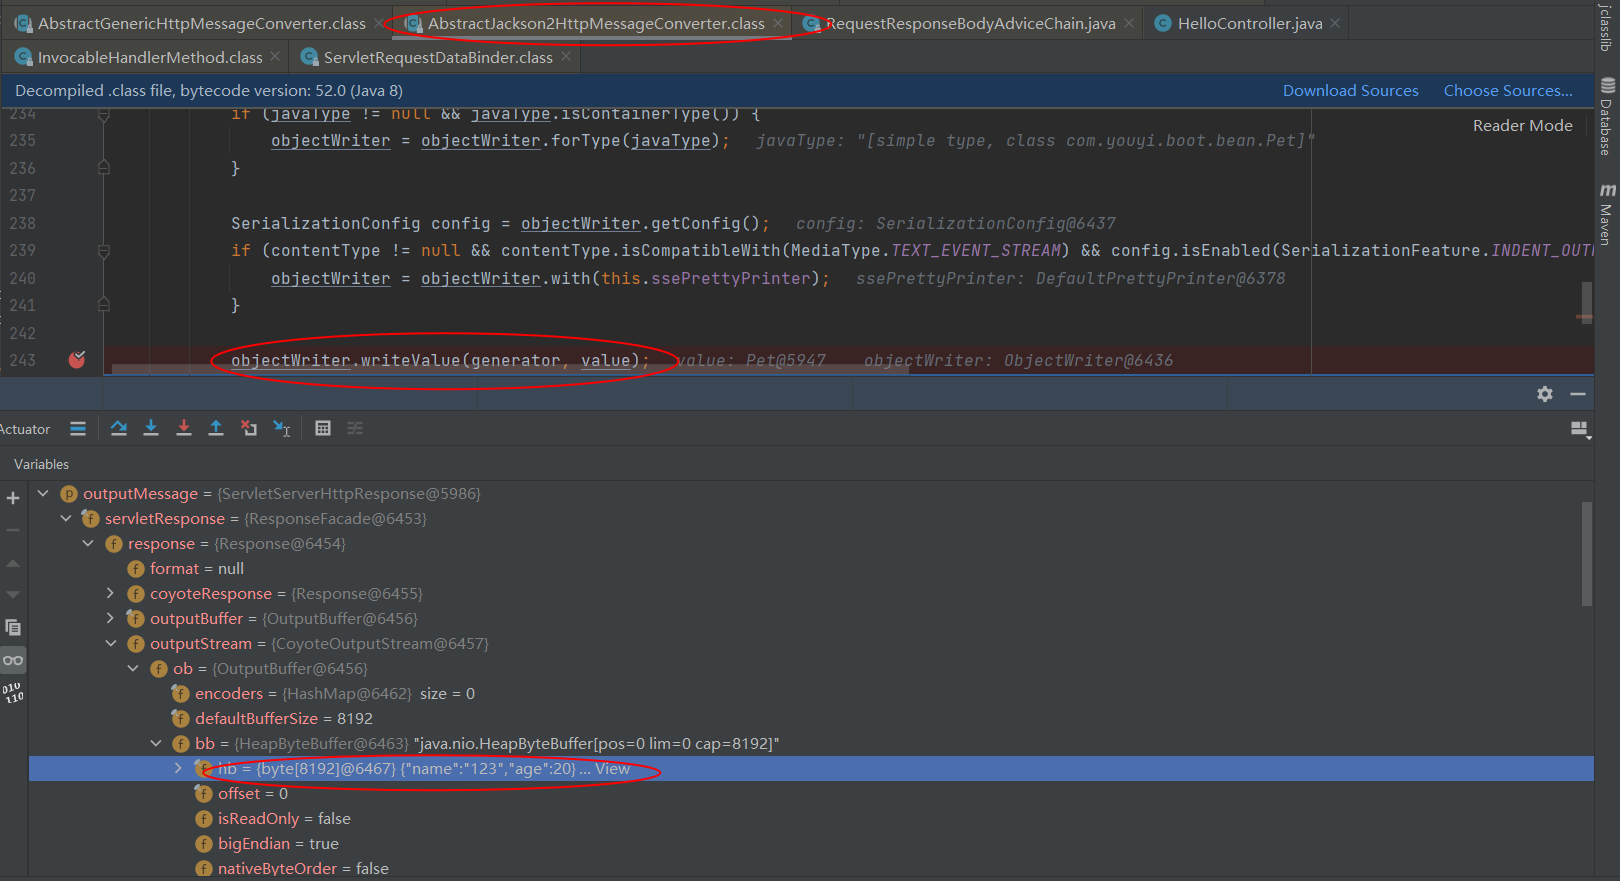 AbstractGenericHttpMessageConverter.class
AbstractJackson2HttpMessageConverter.class
RequestResponseBodyAdviceChain.java
HelloController.java
InvocableHandlerMethod.class
ServletRequestDataBinder.class
Decompiled .class file, bytecode version: 52.0 (Java 8)
Download Sources
Choose Sources...
Reader Mode
234 if (javaType != null && javaType.isContainerType()) {
235 objectWriter = objectWriter.forType(javaType); javaType: "[simple type, class com.youyi.boot.bean.Pet]"
236 }
237
238 SerializationConfig config = objectWriter.getConfig(); config: SerializationConfig@6437
239 if (contentType != null && contentType.isCompatibleWith(MediaType.TEXT_EVENT_STREAM) && config.isEnabled(SerializationFeature.INDENT_OUT
240 objectWriter = objectWriter.with(this.ssePrettyPrinter); ssePrettyPrinter: DefaultPrettyPrinter@6378
241 }
242
243 objectWriter.writeValue(generator, value); value: Pet@5947 objectWriter: ObjectWriter@6436
jclasslib
Database
m Maven
Actuator
Variables
outputMessage = {ServletServerHttpResponse@5986}
servletResponse = {ResponseFacade@6453}
response = {Response@6454}
format = null
coyoteResponse = {Response@6455}
outputBuffer = {OutputBuffer@6456}
outputStream = {CoyoteOutputStream@6457}
ob = {OutputBuffer@6456}
encoders = {HashMap@6462} size = 0
defaultBufferSize = 8192
bb = {HeapByteBuffer@6463} "java.nio.HeapByteBuffer[pos=0 lim=0 cap=8192]"
hb = {byte[8192]@6467} {"name":"123","age":20} ... View
offset = 0
isReadOnly = false
bigEndian = true
nativeByteOrder = false